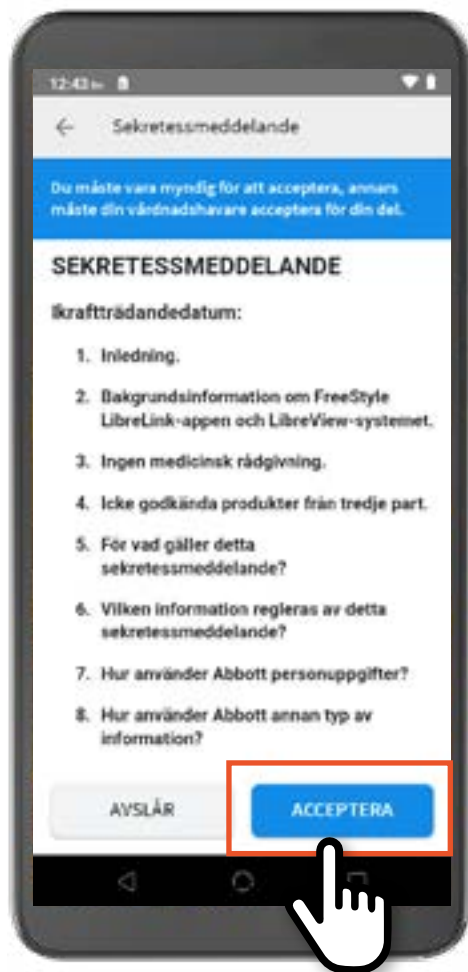 12:43
Sekretessmeddelande
Du måste vara myndig för att acceptera, annars
måste din vårdnadshavare acceptera för din del.
SEKRETESSMEDDELANDE
Ikraftträdandedatum:
1. Inledning.
2. Bakgrundsinformation om FreeStyle
LibreLink-appen och LibreView-systemet.
3. Ingen medicinsk rådgivning.
4. Icke godkända produkter från tredje part.
5. För vad gäller detta
sekretessmeddelande?
6. Vilken information regleras av detta
sekretessmeddelande?
7. Hur använder Abbott personuppgifter?
8. Hur använder Abbott annan typ av
information?
AVSLÅR
ACCEPTERA